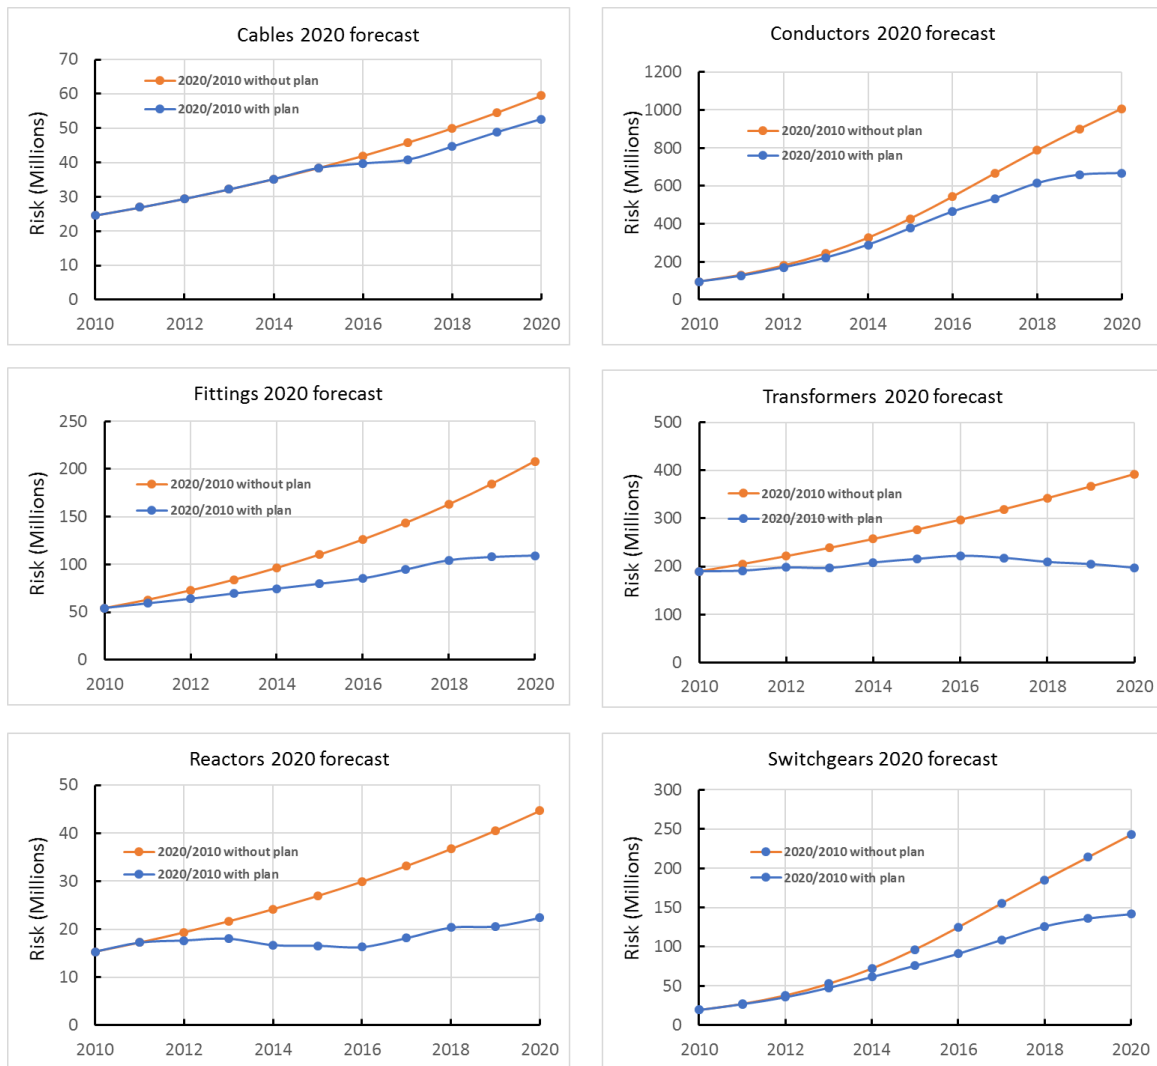 Cables 2020 forecast
70
60
50
40
30
20
10
0
Risk (Millions)
2020/2010 without plan
2020/2010 with plan
2010 2012 2014 2016 2018 2020
Conductors 2020 forecast
1200
1000
800
600
400
200
0
Risk (Millions)
2020/2010 without plan
2020/2010 with plan
2010 2012 2014 2016 2018 2020
Fittings 2020 forecast
250
200
150
100
50
0
Risk (Millions)
2020/2010 without plan
2020/2010 with plan
2010 2012 2014 2016 2018 2020
Transformers 2020 forecast
500
400
300
200
100
0
Risk (Millions)
2020/2010 without plan
2020/2010 with plan
2010 2012 2014 2016 2018 2020
Reactors 2020 forecast
50
40
30
20
10
0
Risk (Millions)
2020/2010 without plan
2020/2010 with plan
2010 2012 2014 2016 2018 2020
Switchgears 2020 forecast
300
250
200
150
100
50
0
Risk (Millions)
2020/2010 without plan
2020/2010 with plan
2010 2012 2014 2016 2018 2020